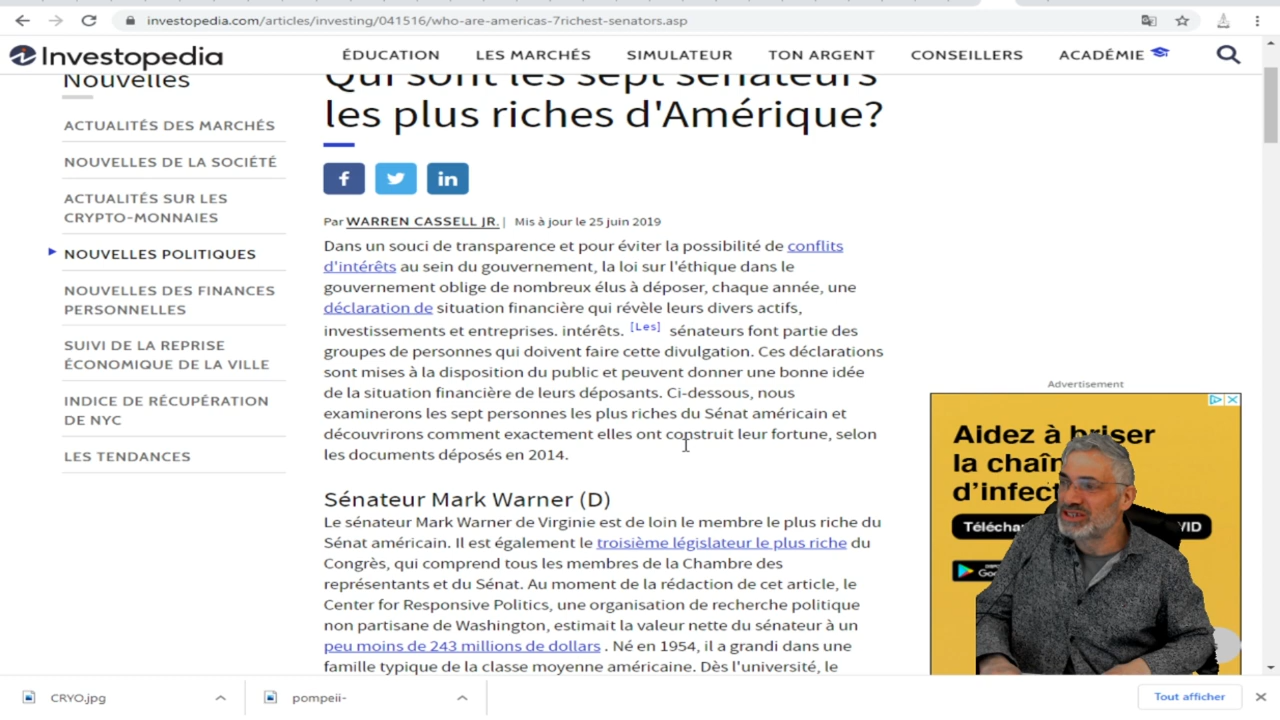 investopedia.com/articles/investing/041516/who-are-americas-7richest-senators.asp
Investopedia
ÉDUCATION
LES MARCHÉS
SIMULATEUR
TON ARGENT
CONSEILLERS
ACADÉMIE
Nouvelles
ACTUALITÉS DES MARCHÉS
NOUVELLES DE LA SOCIÉTÉ
ACTUALITÉS SUR LES
CRYPTO-MONNAIES
NOUVELLES POLITIQUES
NOUVELLES DES FINANCES
PERSONNELLES
SUIVI DE LA REPRISE
ÉCONOMIQUE DE LA VILLE
INDICE DE RÉCUPÉRATION
DE NYC
LES TENDANCES
Qui sont les sept sénateurs
les plus riches d'Amérique?
f
in
Par WARREN CASSELL JR. | Mis à jour le 25 juin 2019
Dans un souci de transparence et pour éviter la possibilité de conflits
d'intérêts au sein du gouvernement, la loi sur l'éthique dans le
gouvernement oblige de nombreux élus à déposer, chaque année, une
déclaration de situation financière qui révèle leurs divers actifs,
investissements et entreprises. intérêts. [Les] sénateurs font partie des
groupes de personnes qui doivent faire cette divulgation. Ces déclarations
sont mises à la disposition du public et peuvent donner une bonne idée
de la situation financière de leurs déposants. Ci-dessous, nous
examinerons les sept personnes les plus riches du Sénat américain et
découvrirons comment exactement elles ont construit leur fortune, selon
les documents déposés en 2014.
Sénateur Mark Warner (D)
Le sénateur Mark Warner de Virginie est de loin le membre le plus riche du
Sénat américain. Il est également le troisième législateur le plus riche du
Congrès, qui comprend tous les membres de la Chambre des
représentants et du Sénat. Au moment de la rédaction de cet article, le
Center for Responsive Politics, une organisation de recherche politique
non partisane de Washington, estimait la valeur nette du sénateur à un
peu moins de 243 millions de dollars . Né en 1954, il a grandi dans une
famille typique de la classe moyenne américaine. Dès l'université, le
Advertisement
Aidez à briser
la
d'infect
CRYO.jpg
pompeii-
Tout afficher